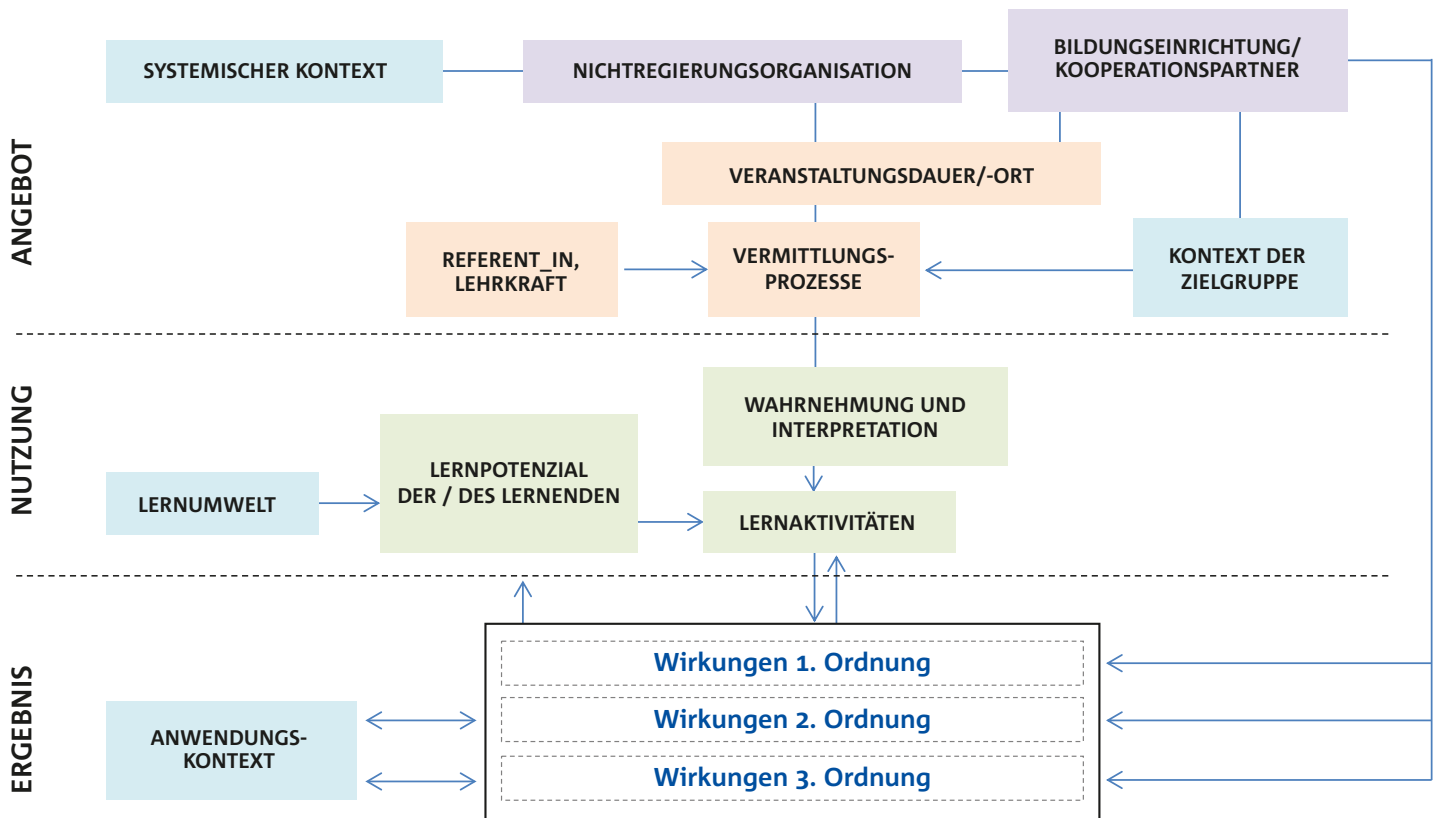 ANGEBOT
SYSTEMISCHER KONTEXT
NICHTREGIERUNGSORGANISATION
BILDUNGSEINRICHTUNG/
KOOPERATIONSPARTNER
VERANSTALTUNGSDAUER/-ORT
REFERENT_IN,
LEHRKRAFT
VERMITTLUNGS-
PROZESSE
KONTEXT DER
ZIELGRUPPE
NUTZUNG
WAHRNEHMUNG UND
INTERPRETATION
LERNUMWELT
LERNPOTENZIAL
DER / DES LERNENDEN
LERNAKTIVITÄTEN
ERGEBNIS
Wirkungen 1. Ordnung
Wirkungen 2. Ordnung
Wirkungen 3. Ordnung
ANWENDUNGS-
KONTEXT